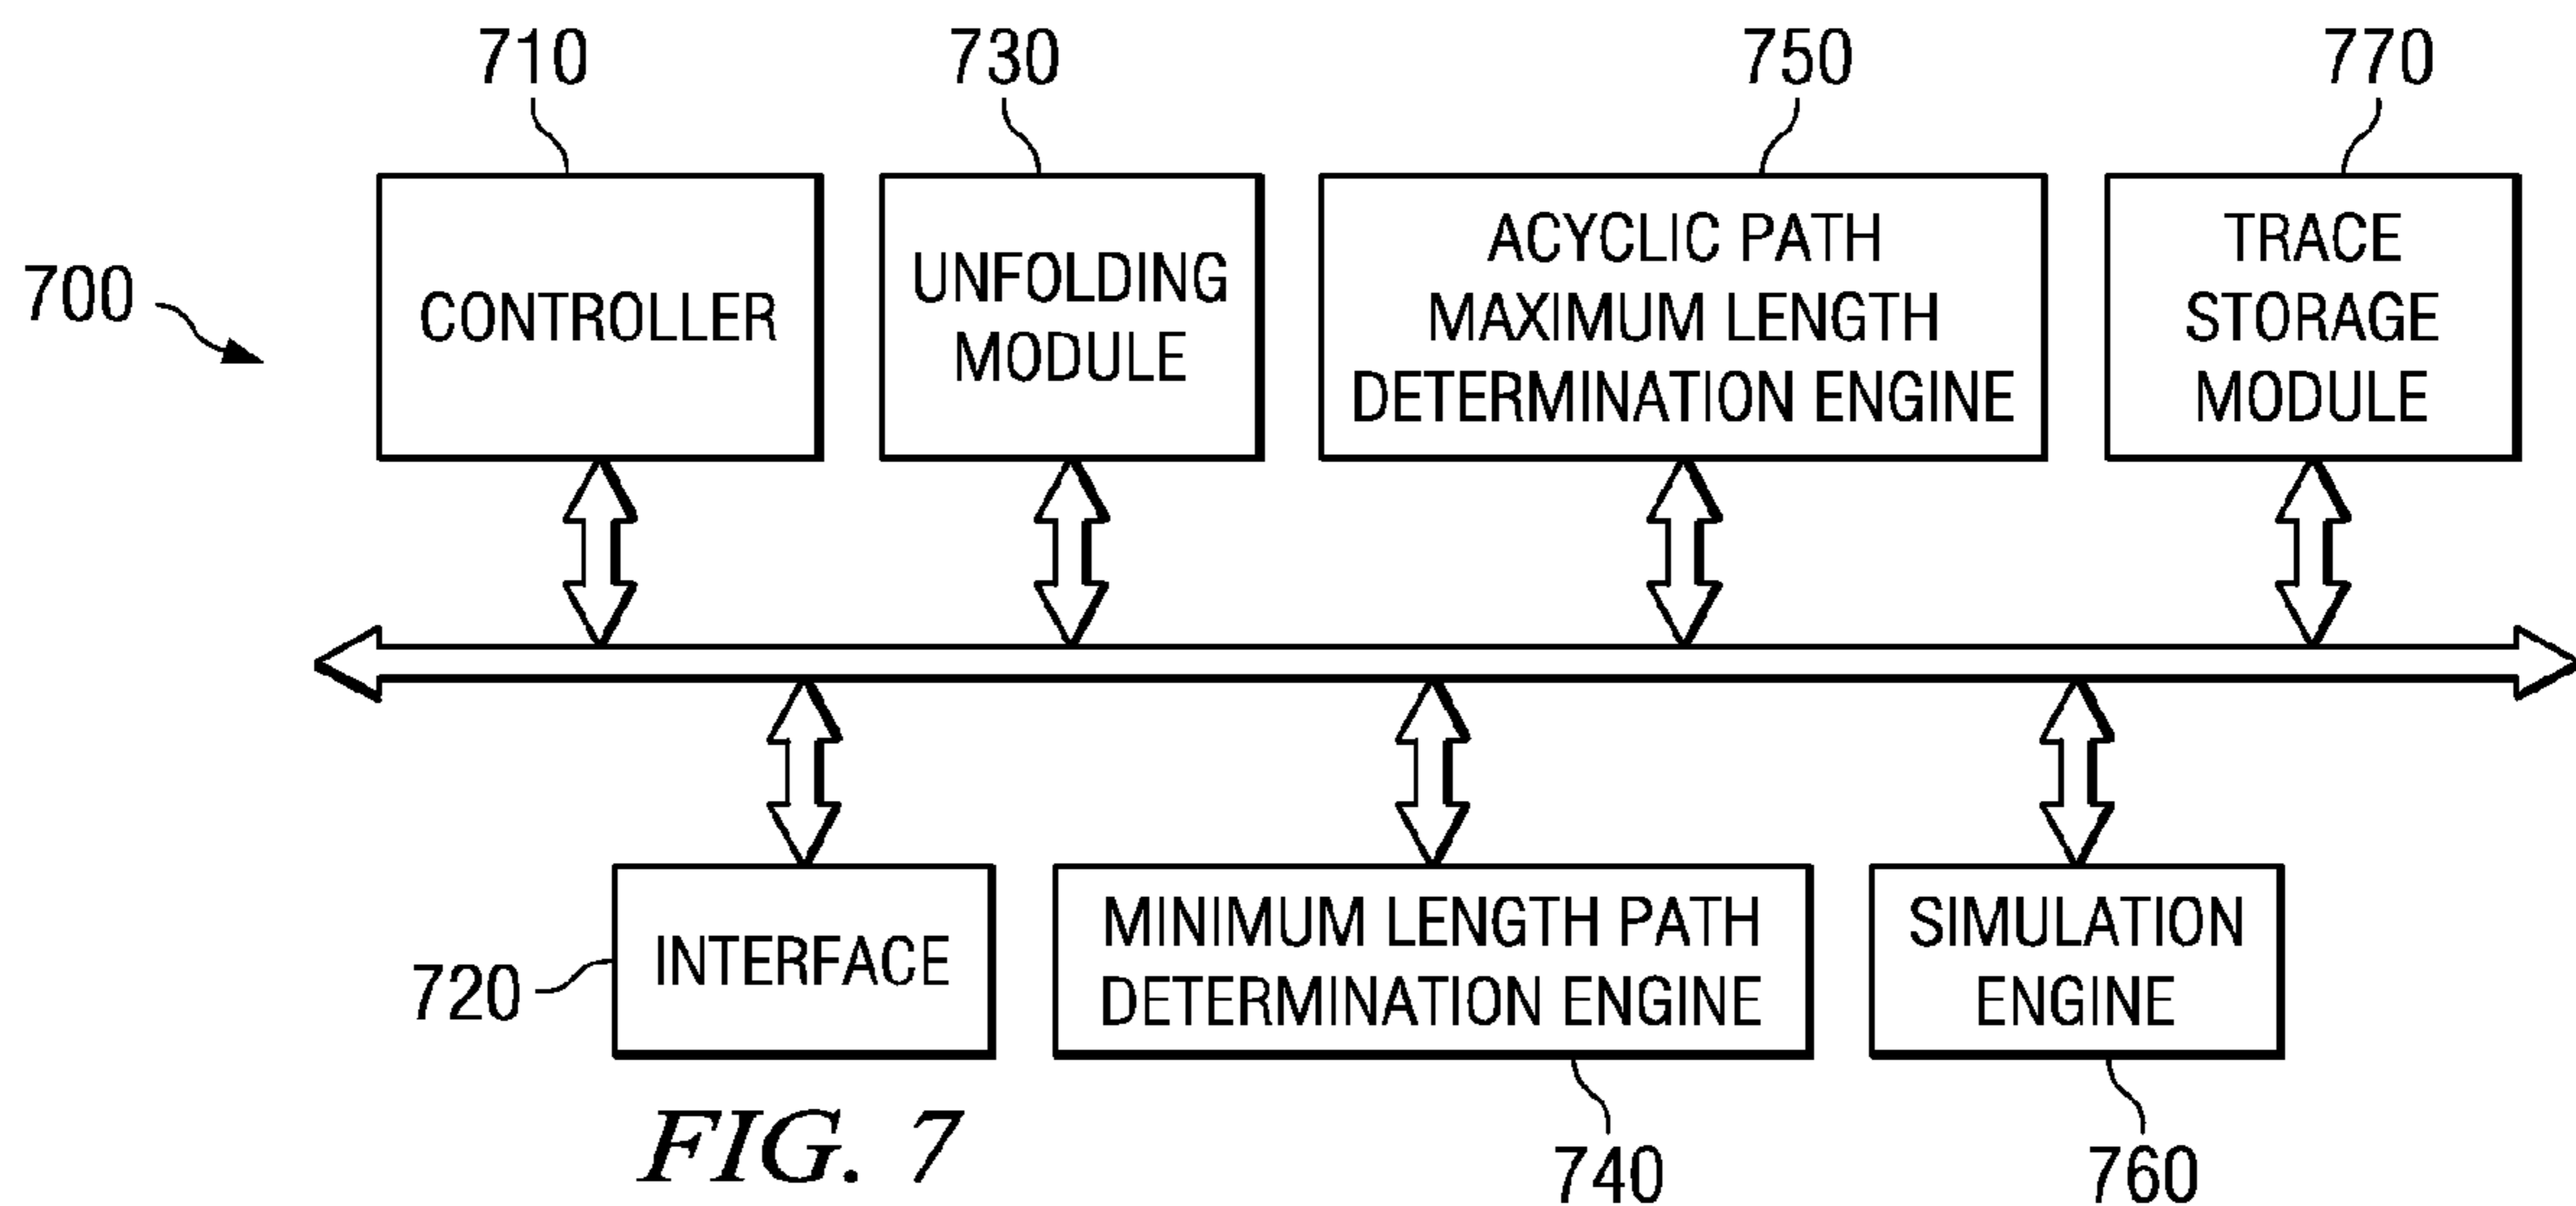 710
730
750
770
700
CONTROLLER
UNFOLDING
MODULE
ACYCLIC PATH
MAXIMUM LENGTH
DETERMINATION ENGINE
TRACE
STORAGE
MODULE
720
INTERFACE
MINIMUM LENGTH PATH
DETERMINATION ENGINE
SIMULATION
ENGINE
740
760
FIG. 7